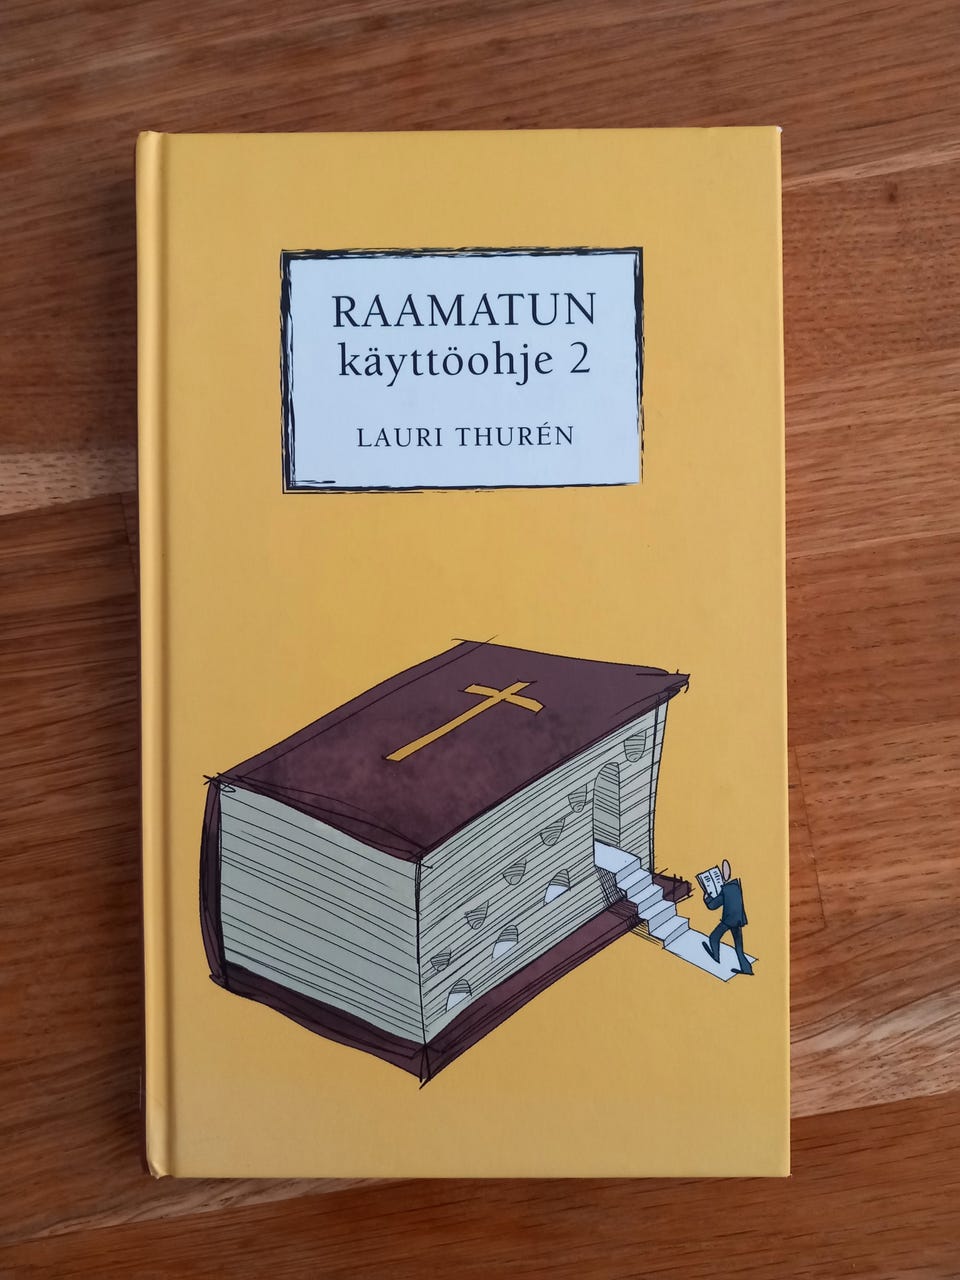 RAAMATUN
käyttöohje 2
LAURI THURÉN